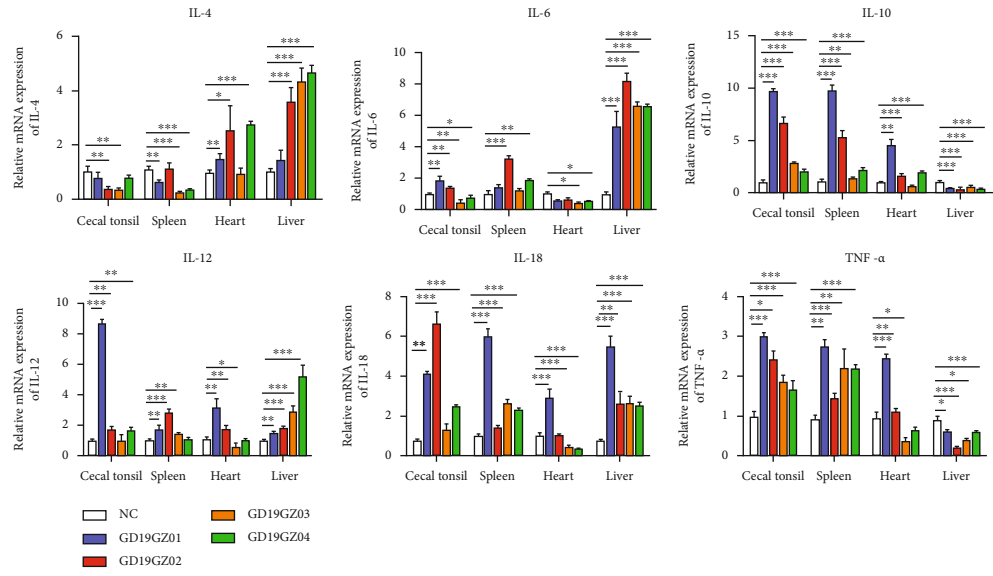 IL-4
Relative mRNA expression
of IL-4
6
4
2
0
** ** ** *** *** ** * *** ** *** *** ***
Cecal tonsil Spleen Heart Liver
IL-6
Relative mRNA expression
of IL-6
10
8
6
4
2
0
* ** ** ** ** *** * * *** *** *** ***
Cecal tonsil Spleen Heart Liver
IL-10
Relative mRNA expression
of IL-10
15
10
5
0
*** *** *** *** *** ** *** *** *** *** ** *** *** *** ***
Cecal tonsil Spleen Heart Liver
IL-12
Relative mRNA expression
of IL-12
10
8
6
4
2
0
** ** *** ** *** ** * ** ** *** *** *** **
Cecal tonsil Spleen Heart Liver
IL-18
Relative mRNA expression
of IL-18
8
6
4
2
0
*** *** ** *** *** *** *** *** *** *** ** ** ***
Cecal tonsil Spleen Heart Liver
TNF -α
Relative mRNA expression
of TNF -α
4
3
2
1
0
*** *** * *** *** ** *** ** * ** *** *** * *** *
Cecal tonsil Spleen Heart Liver
NC
GD19GZ01
GD19GZ02
GD19GZ03
GD19GZ04